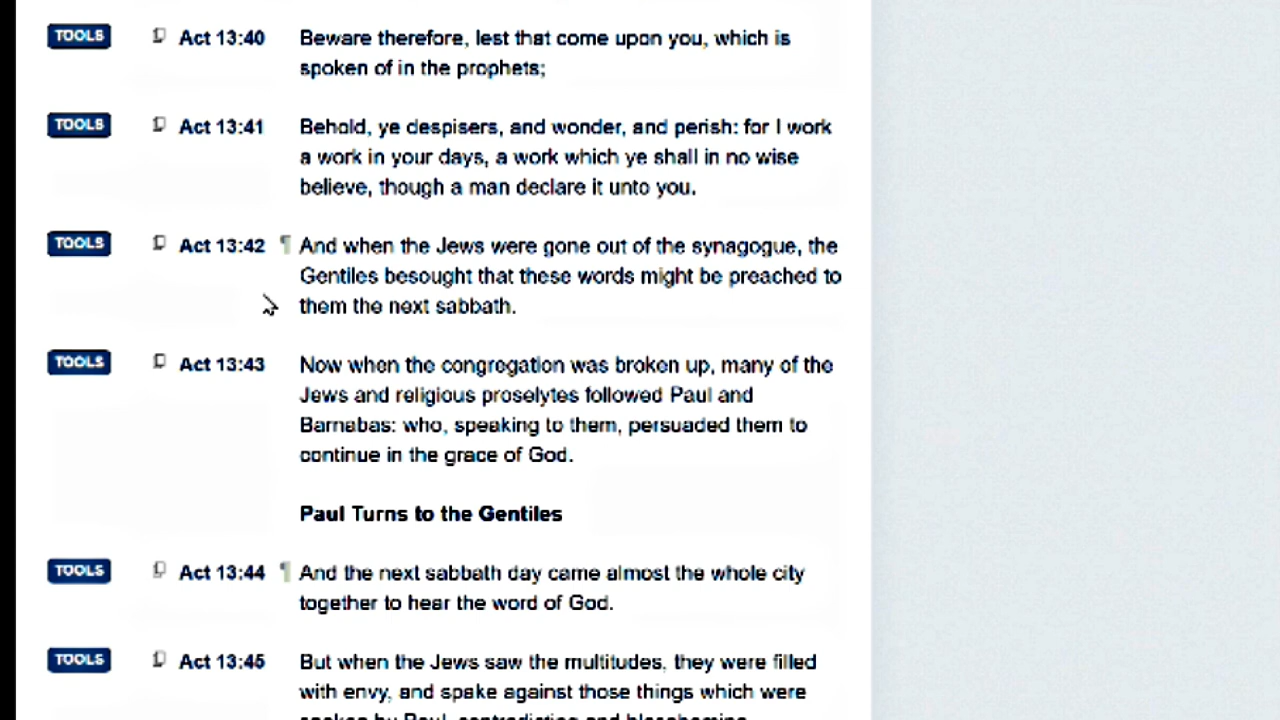 TOOLS Act 13:40 Beware therefore, lest that come upon you, which is
spoken of in the prophets;
TOOLS Act 13:41 Behold, ye despisers, and wonder, and perish: for I work
a work in your days, a work which ye shall in no wise
believe, though a man declare it unto you.
TOOLS Act 13:42 ¶ And when the Jews were gone out of the synagogue, the
Gentiles besought that these words might be preached to
them the next sabbath.
TOOLS Act 13:43 Now when the congregation was broken up, many of the
Jews and religious proselytes followed Paul and
Barnabas: who, speaking to them, persuaded them to
continue in the grace of God.
Paul Turns to the Gentiles
TOOLS Act 13:44 ¶ And the next sabbath day came almost the whole city
together to hear the word of God.
TOOLS Act 13:45 But when the Jews saw the multitudes, they were filled
with envy, and spake against those things which were
spoken by Paul, contradicting and blaspheming.